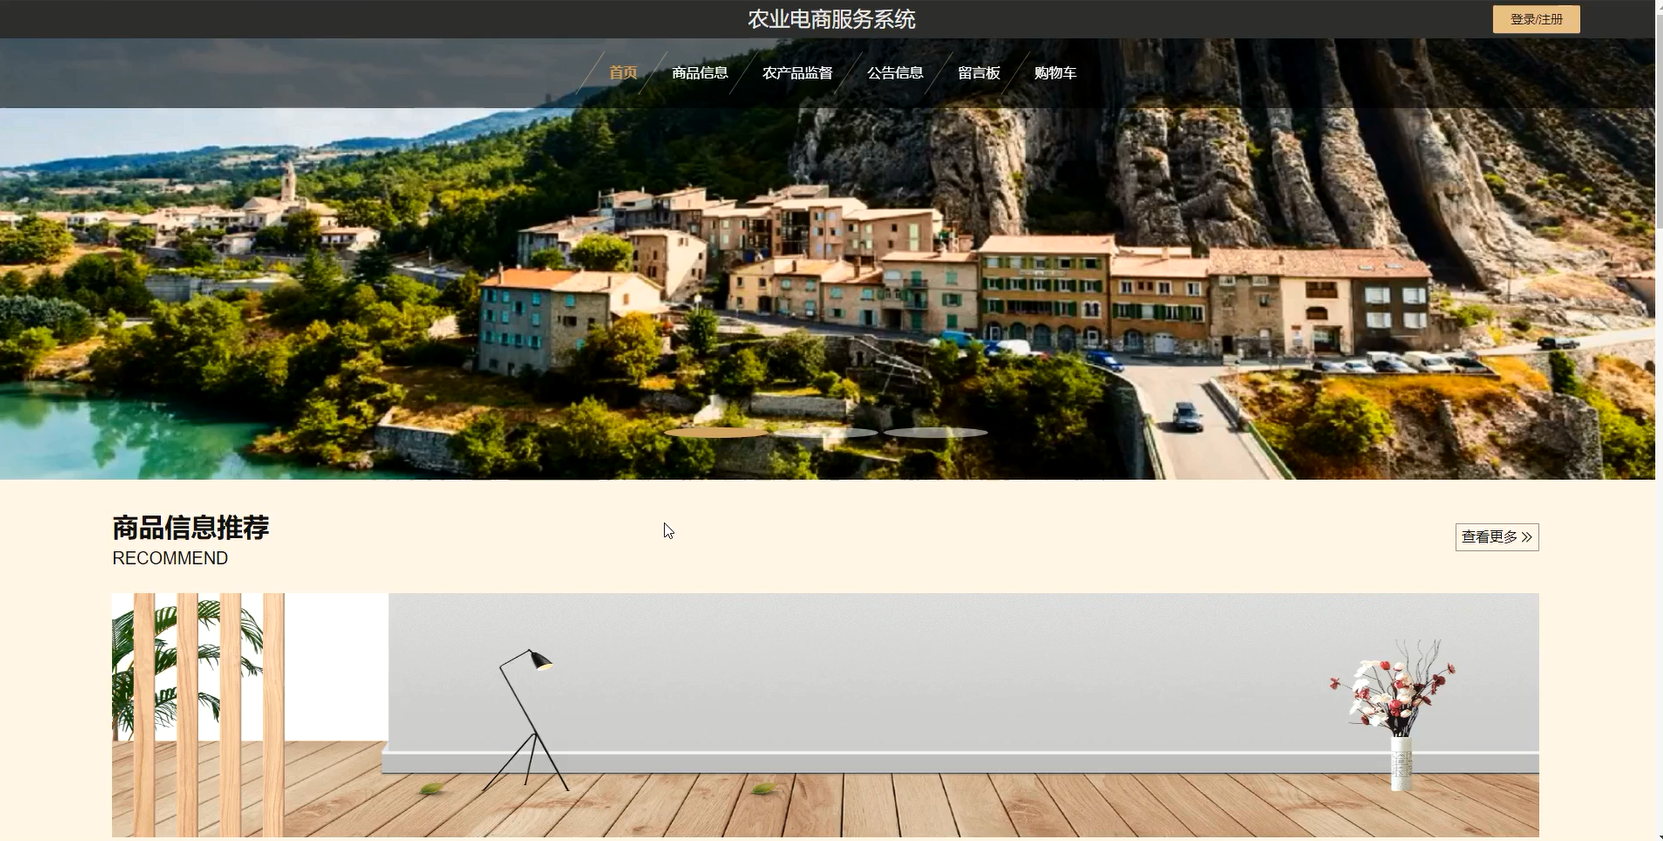 农业电商服务系统
登录/注册
首页 商品信息 农产品监督 公告信息 留言板 购物车
商品信息推荐
RECOMMEND
查看更多